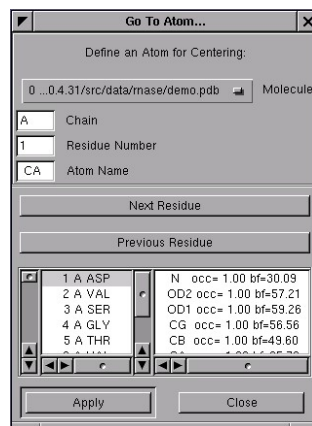 Go To Atom...
Define an Atom for Centering:
0 ...0.4.31/src/data/rnase/demo.pdb Molecule
A Chain
1 Residue Number
CA Atom Name
Next Residue
Previous Residue
1 A ASP
2 A VAL
3 A SER
4 A GLY
5 A THR
N occ= 1.00 bf=30.09
OD2 occ= 1.00 bf=57.21
OD1 occ= 1.00 bf=59.26
CG occ= 1.00 bf=56.56
CB occ= 1.00 bf=49.60
Apply Close